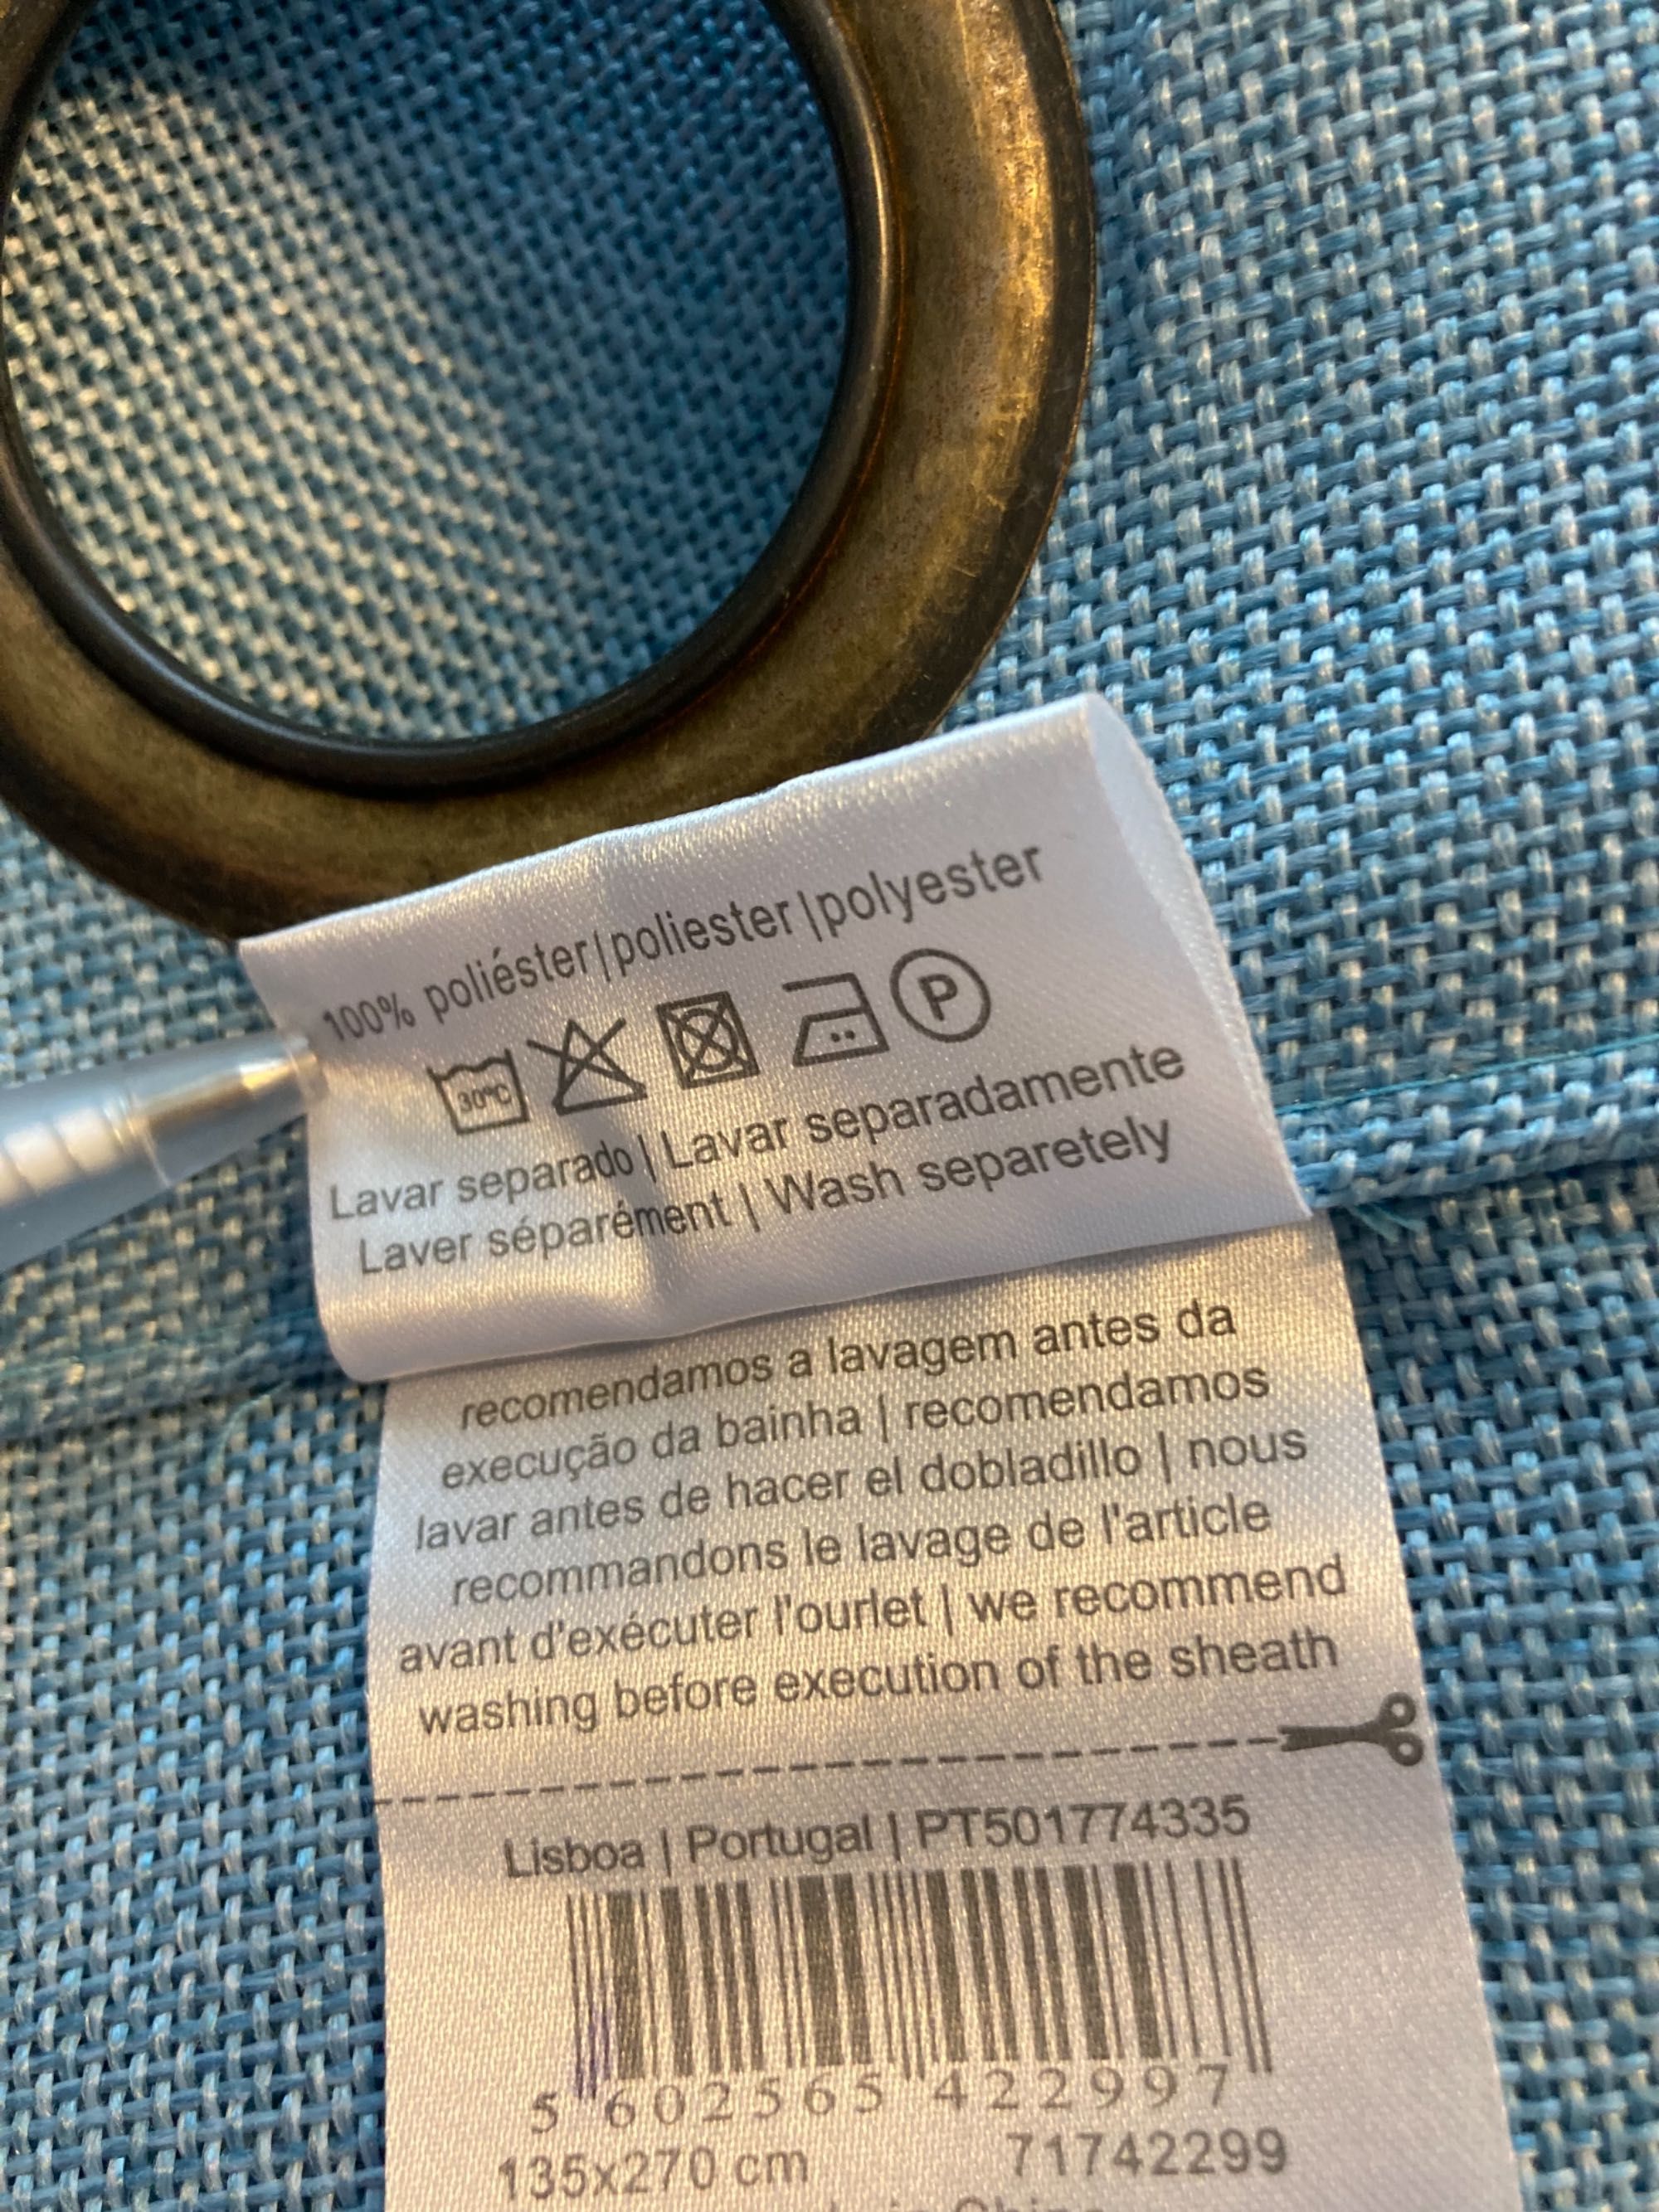 100% poliéster|poliester|polyester
30ºC
P
Lavar separado | Lavar separadamente
Laver séparément | Wash separetely
recomendamos a lavagem antes da
execução da bainha | recomendamos
lavar antes de hacer el dobladillo | nous
recommandons le lavage de l'article
avant d'exécuter l'ourlet | we recommend
washing before execution of the sheath
Lisboa | Portugal | PT501774335
5 602565 422997
135x270 cm 71742299